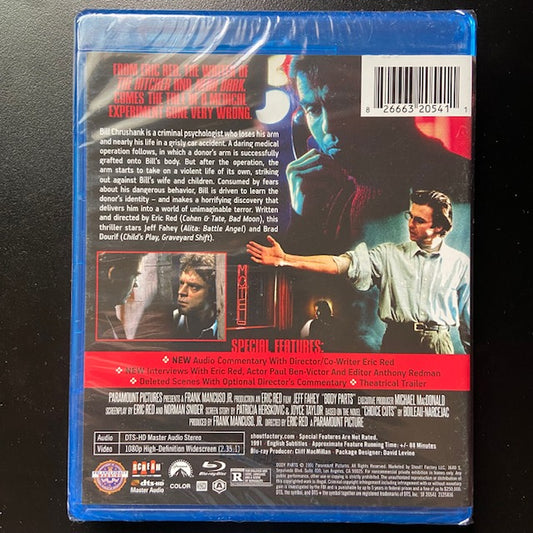 FROM ERIC RED, THE WRITER OF
THE HITCHER AND NEAR DARK,
COMES THE TALE OF A MEDICAL
EXPERIMENT GONE VERY WRONG.
8 26663 20541 1
Bill Chrushank is a criminal psychologist who loses his arm
and nearly his life in a grisly car accident. A daring medical
operation follows, in which a donor's arm is successfully
grafted onto Bill's body. But after the operation, the
arm starts to take on a violent life of its own, striking
out against Bill's wife and children. Consumed by fears
about his dangerous behavior, Bill is driven to learn the
donor's identity – and makes a horrifying discovery that
delivers him into a world of unimaginable terror. Written
and directed by Eric Red (Cohen & Tate, Bad Moon), this
thriller stars Jeff Fahey (Alita: Battle Angel) and Brad
Dourif (Child's Play, Graveyard Shift).
MOTEL
SPECIAL FEATURES:
NEW Audio Commentary With Director/Co-Writer Eric Red
NEW Interviews With Eric Red, Actor Paul Ben-Victor And Editor Anthony Redman
Deleted Scenes With Optional Director's Commentary Theatrical Trailer
PARAMOUNT PICTURES PRESENTS A FRANK MANCUSO, JR. PRODUCTION AN ERIC RED FILM JEFF FAHEY "BODY PARTS" EXECUTIVE PRODUCER MICHAEL MACDONALD
SCREENPLAY BY ERIC RED AND NORMAN SNIDER SCREEN STORY BY PATRICIA HERSKOVIC & JOYCE TAYLOR BASED ON THE NOVEL "CHOICE CUTS" BY BOILEAU-NARCEJAC
PRODUCED BY FRANK MANCUSO, JR. DIRECTED BY ERIC RED A PARAMOUNT PICTURE
Audio DTS-HD Master Audio Stereo
Video 1080p High-Definition Widescreen (2.35:1)
shoutfactory.com - Special Features Are Not Rated.
1991 - English Subtitles - Approximate Feature Running Time: +/- 88 Minutes
Blu-ray Producer: Cliff MacMillan - Package Designer: David Levine
dts-HD
Master Audio
COLOR
Blu-ray Disc
R RESTRICTED